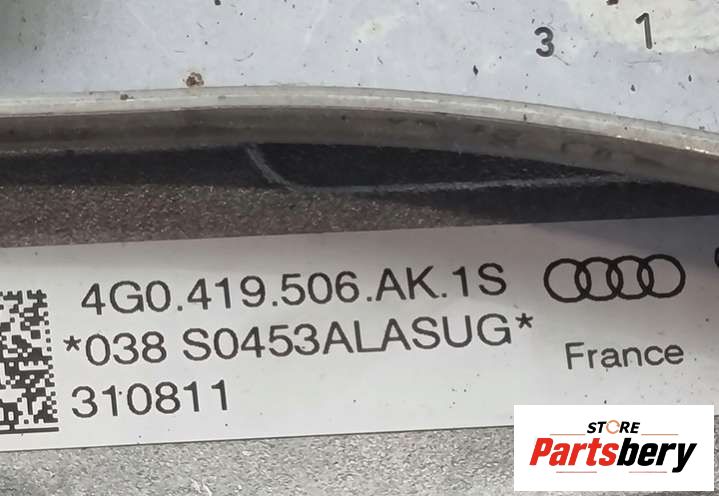 3 1
4G0.419.506.AK.1S
*038 S0453ALASUG*
France
310811
STORE
Partsbery